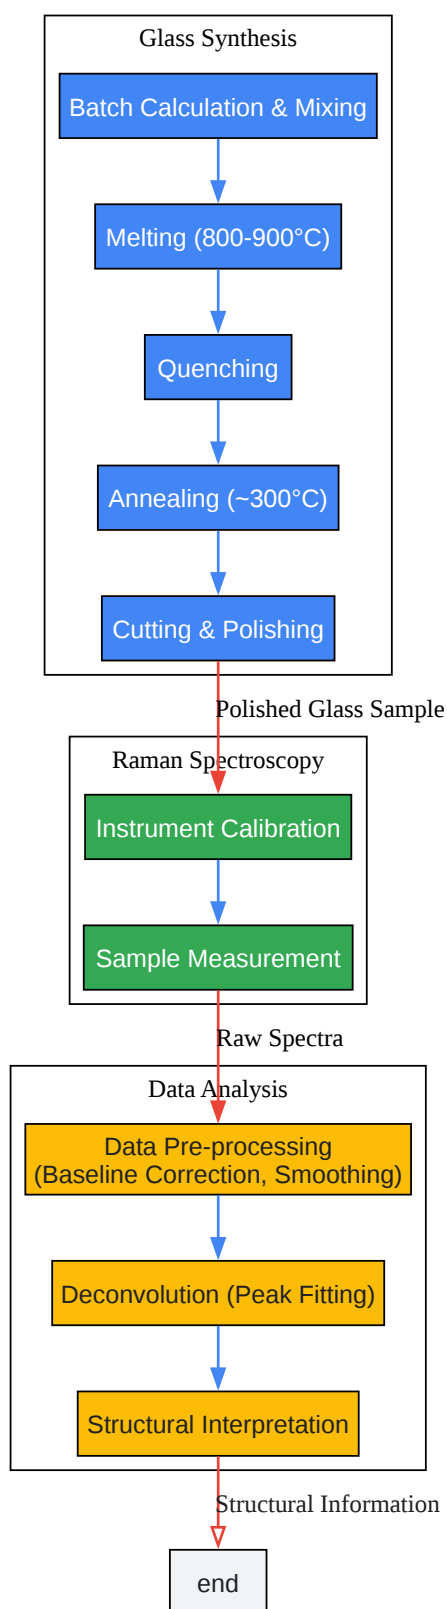 Glass Synthesis
Batch Calculation & Mixing
Melting (800-900°C)
Quenching
Annealing (~300°C)
Cutting & Polishing
Polished Glass Sample
Raman Spectroscopy
Instrument Calibration
Sample Measurement
Raw Spectra
Data Analysis
Data Pre-processing
(Baseline Correction, Smoothing)
Deconvolution (Peak Fitting)
Structural Interpretation
Structural Information
end